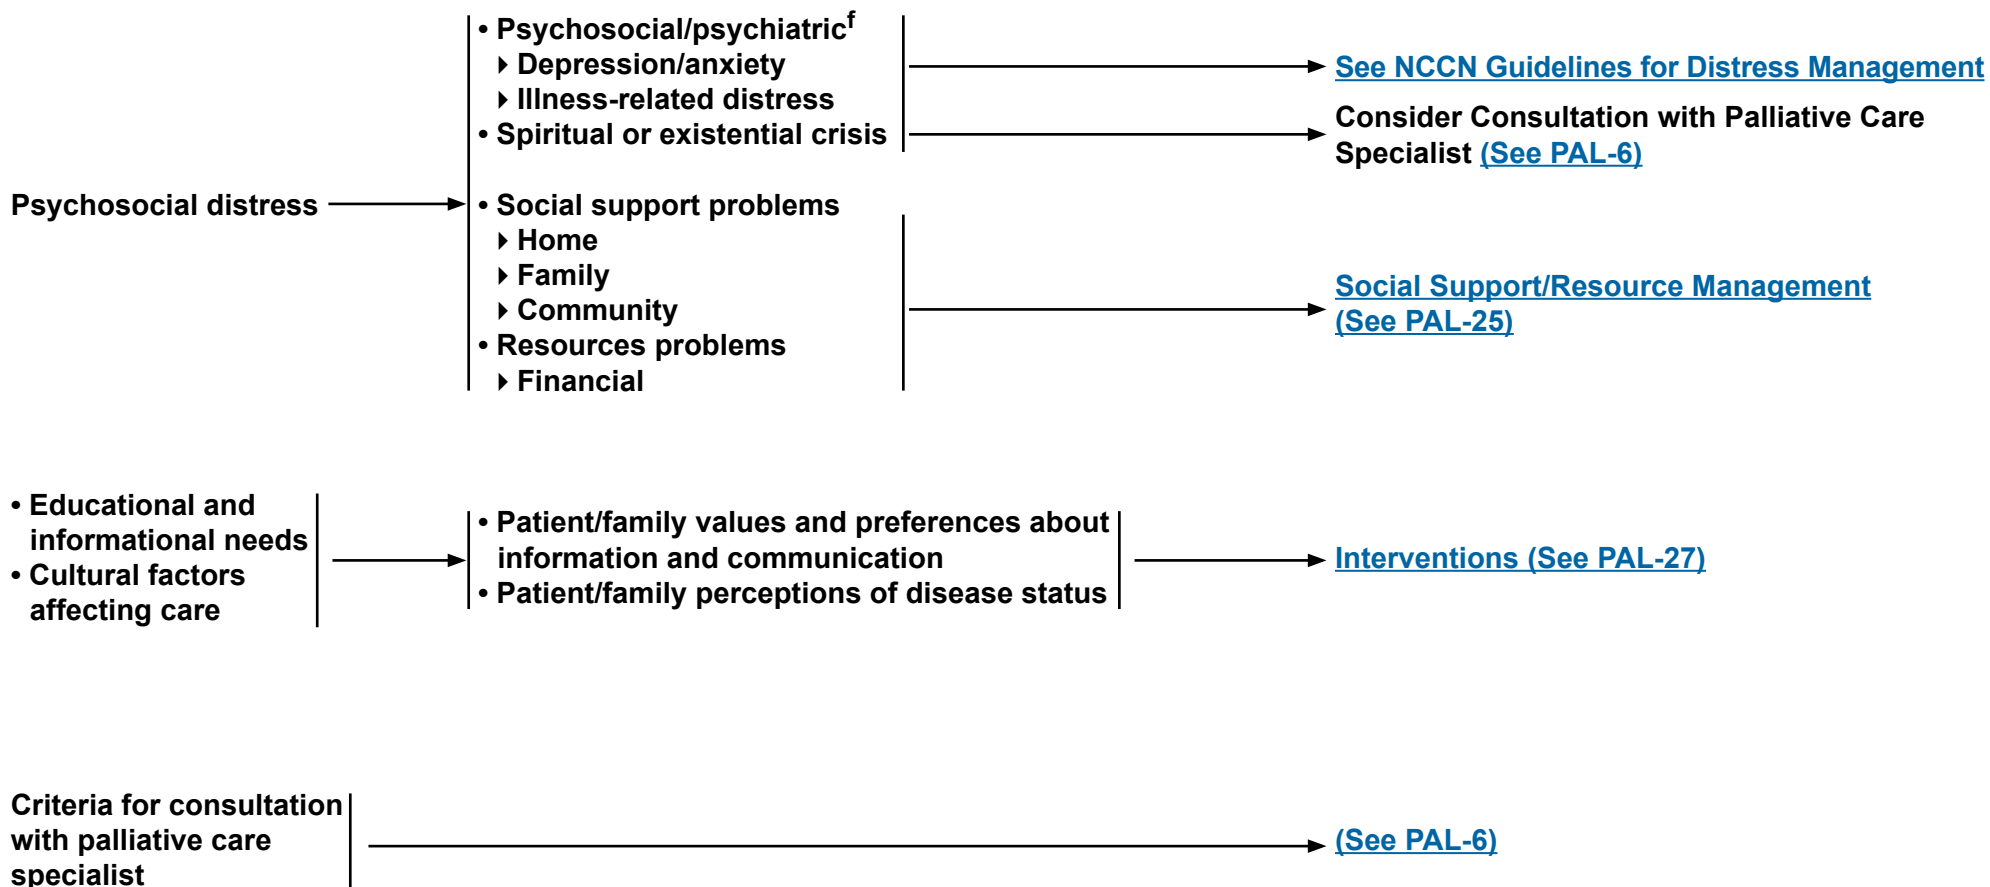 Psychosocial distress
• Psychosocial/psychiatricᶠ
▸ Depression/anxiety
▸ Illness-related distress
• Spiritual or existential crisis
See NCCN Guidelines for Distress Management
Consider Consultation with Palliative Care
Specialist (See PAL-6)
• Social support problems
▸ Home
▸ Family
▸ Community
• Resources problems
▸ Financial
Social Support/Resource Management
(See PAL-25)
• Educational and
informational needs
• Cultural factors
affecting care
• Patient/family values and preferences about
information and communication
• Patient/family perceptions of disease status
Interventions (See PAL-27)
Criteria for consultation
with palliative care
specialist
(See PAL-6)